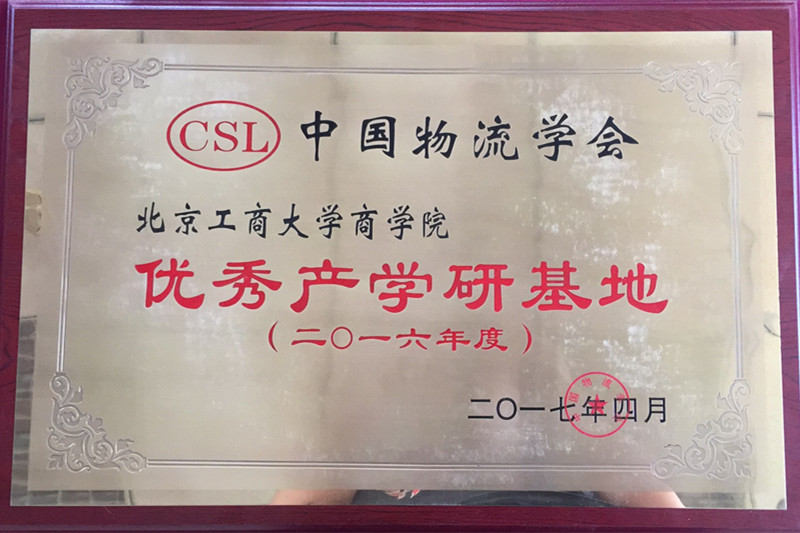 CSL 中国物流学会
北京工商大学商学院
优秀产学研基地
（二〇一六年度）
二〇一七年四月